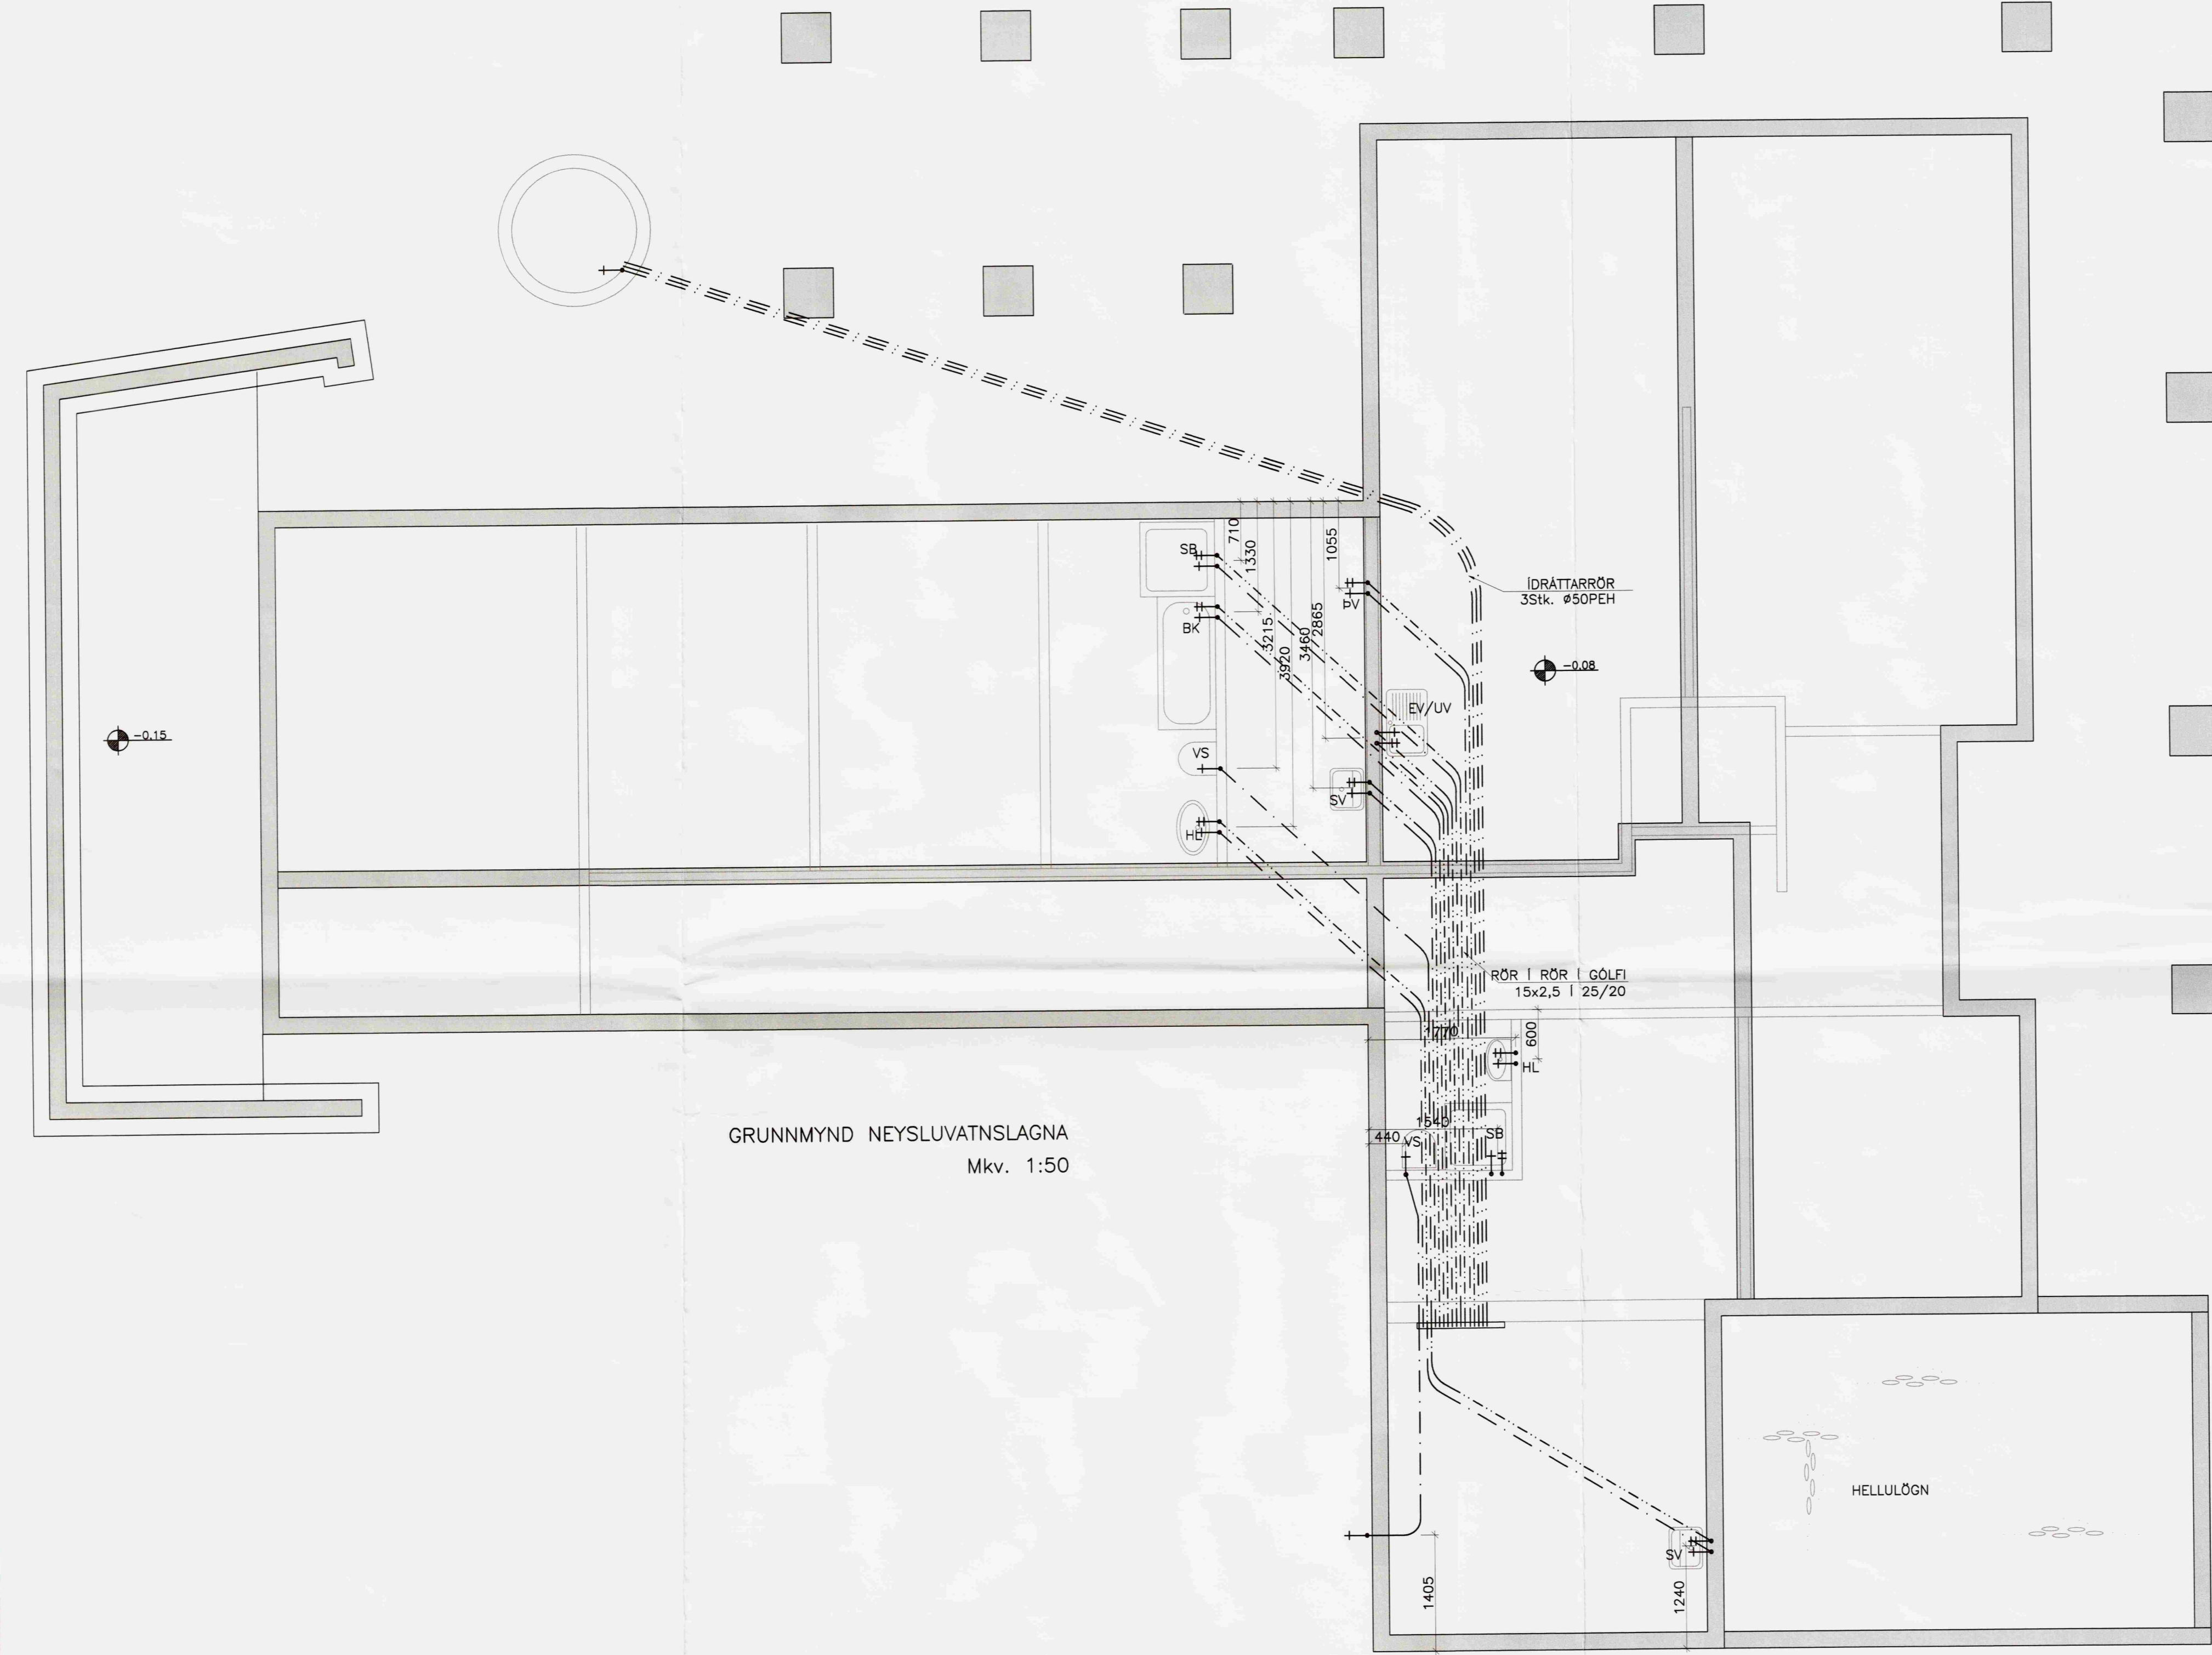 SB
710
1330
1055
BK
ÞV
ÍDRÁTTARRÖR
3Stk. Ø50PEH
3215
3920
3460
2865
-0.08
EV/UV
-0.15
VS
SV
HL
RÖR Í RÖR Í GÓLFI
15x2,5 Í 25/20
1770
600
HL
GRUNNMYND NEYSLUVATNSLAGNA
Mkv. 1:50
1540
440
VS
SB
HELLULÖGN
SV
1405
1240